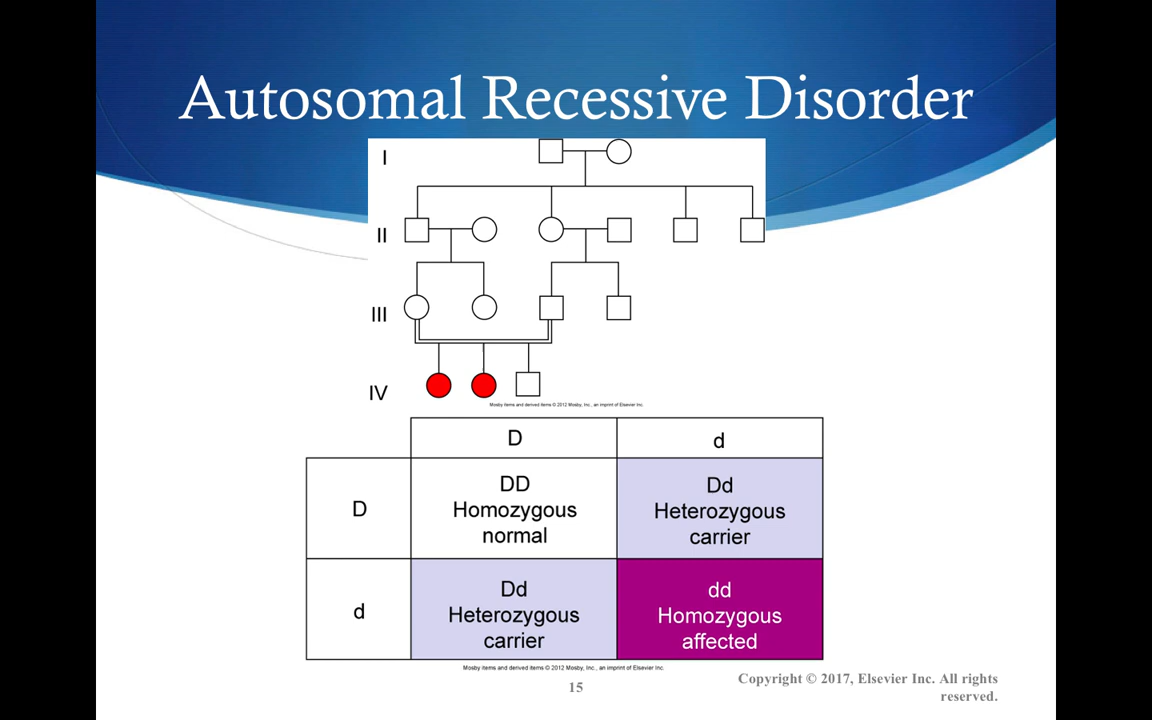 Autosomal Recessive Disorder
I
II
III
IV
Mosby items and derived items © 2012 Mosby, Inc., an imprint of Elsevier Inc.
D
d
D
DD
Homozygous
normal
Dd
Heterozygous
carrier
d
Dd
Heterozygous
carrier
dd
Homozygous
affected
Mosby items and derived items © 2012 Mosby, Inc., an imprint of Elsevier Inc.
15
Copyright © 2017, Elsevier Inc. All rights
reserved.